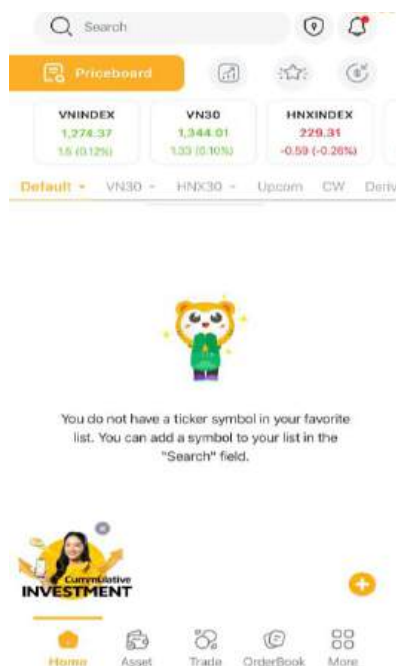 Search
Priceboard
VNINDEX
1,274.37
1.5 (0.12%)
VN30
1,344.01
1.33 (0.10%)
HNXINDEX
229.31
-0.59 (-0.26%)
Default VN30 HNX30 Upcom CW Deriv
You do not have a ticker symbol in your favorite
list. You can add a symbol to your list in the
"Search" field.
Cummulative
INVESTMENT
Home Asset Trade OrderBook More